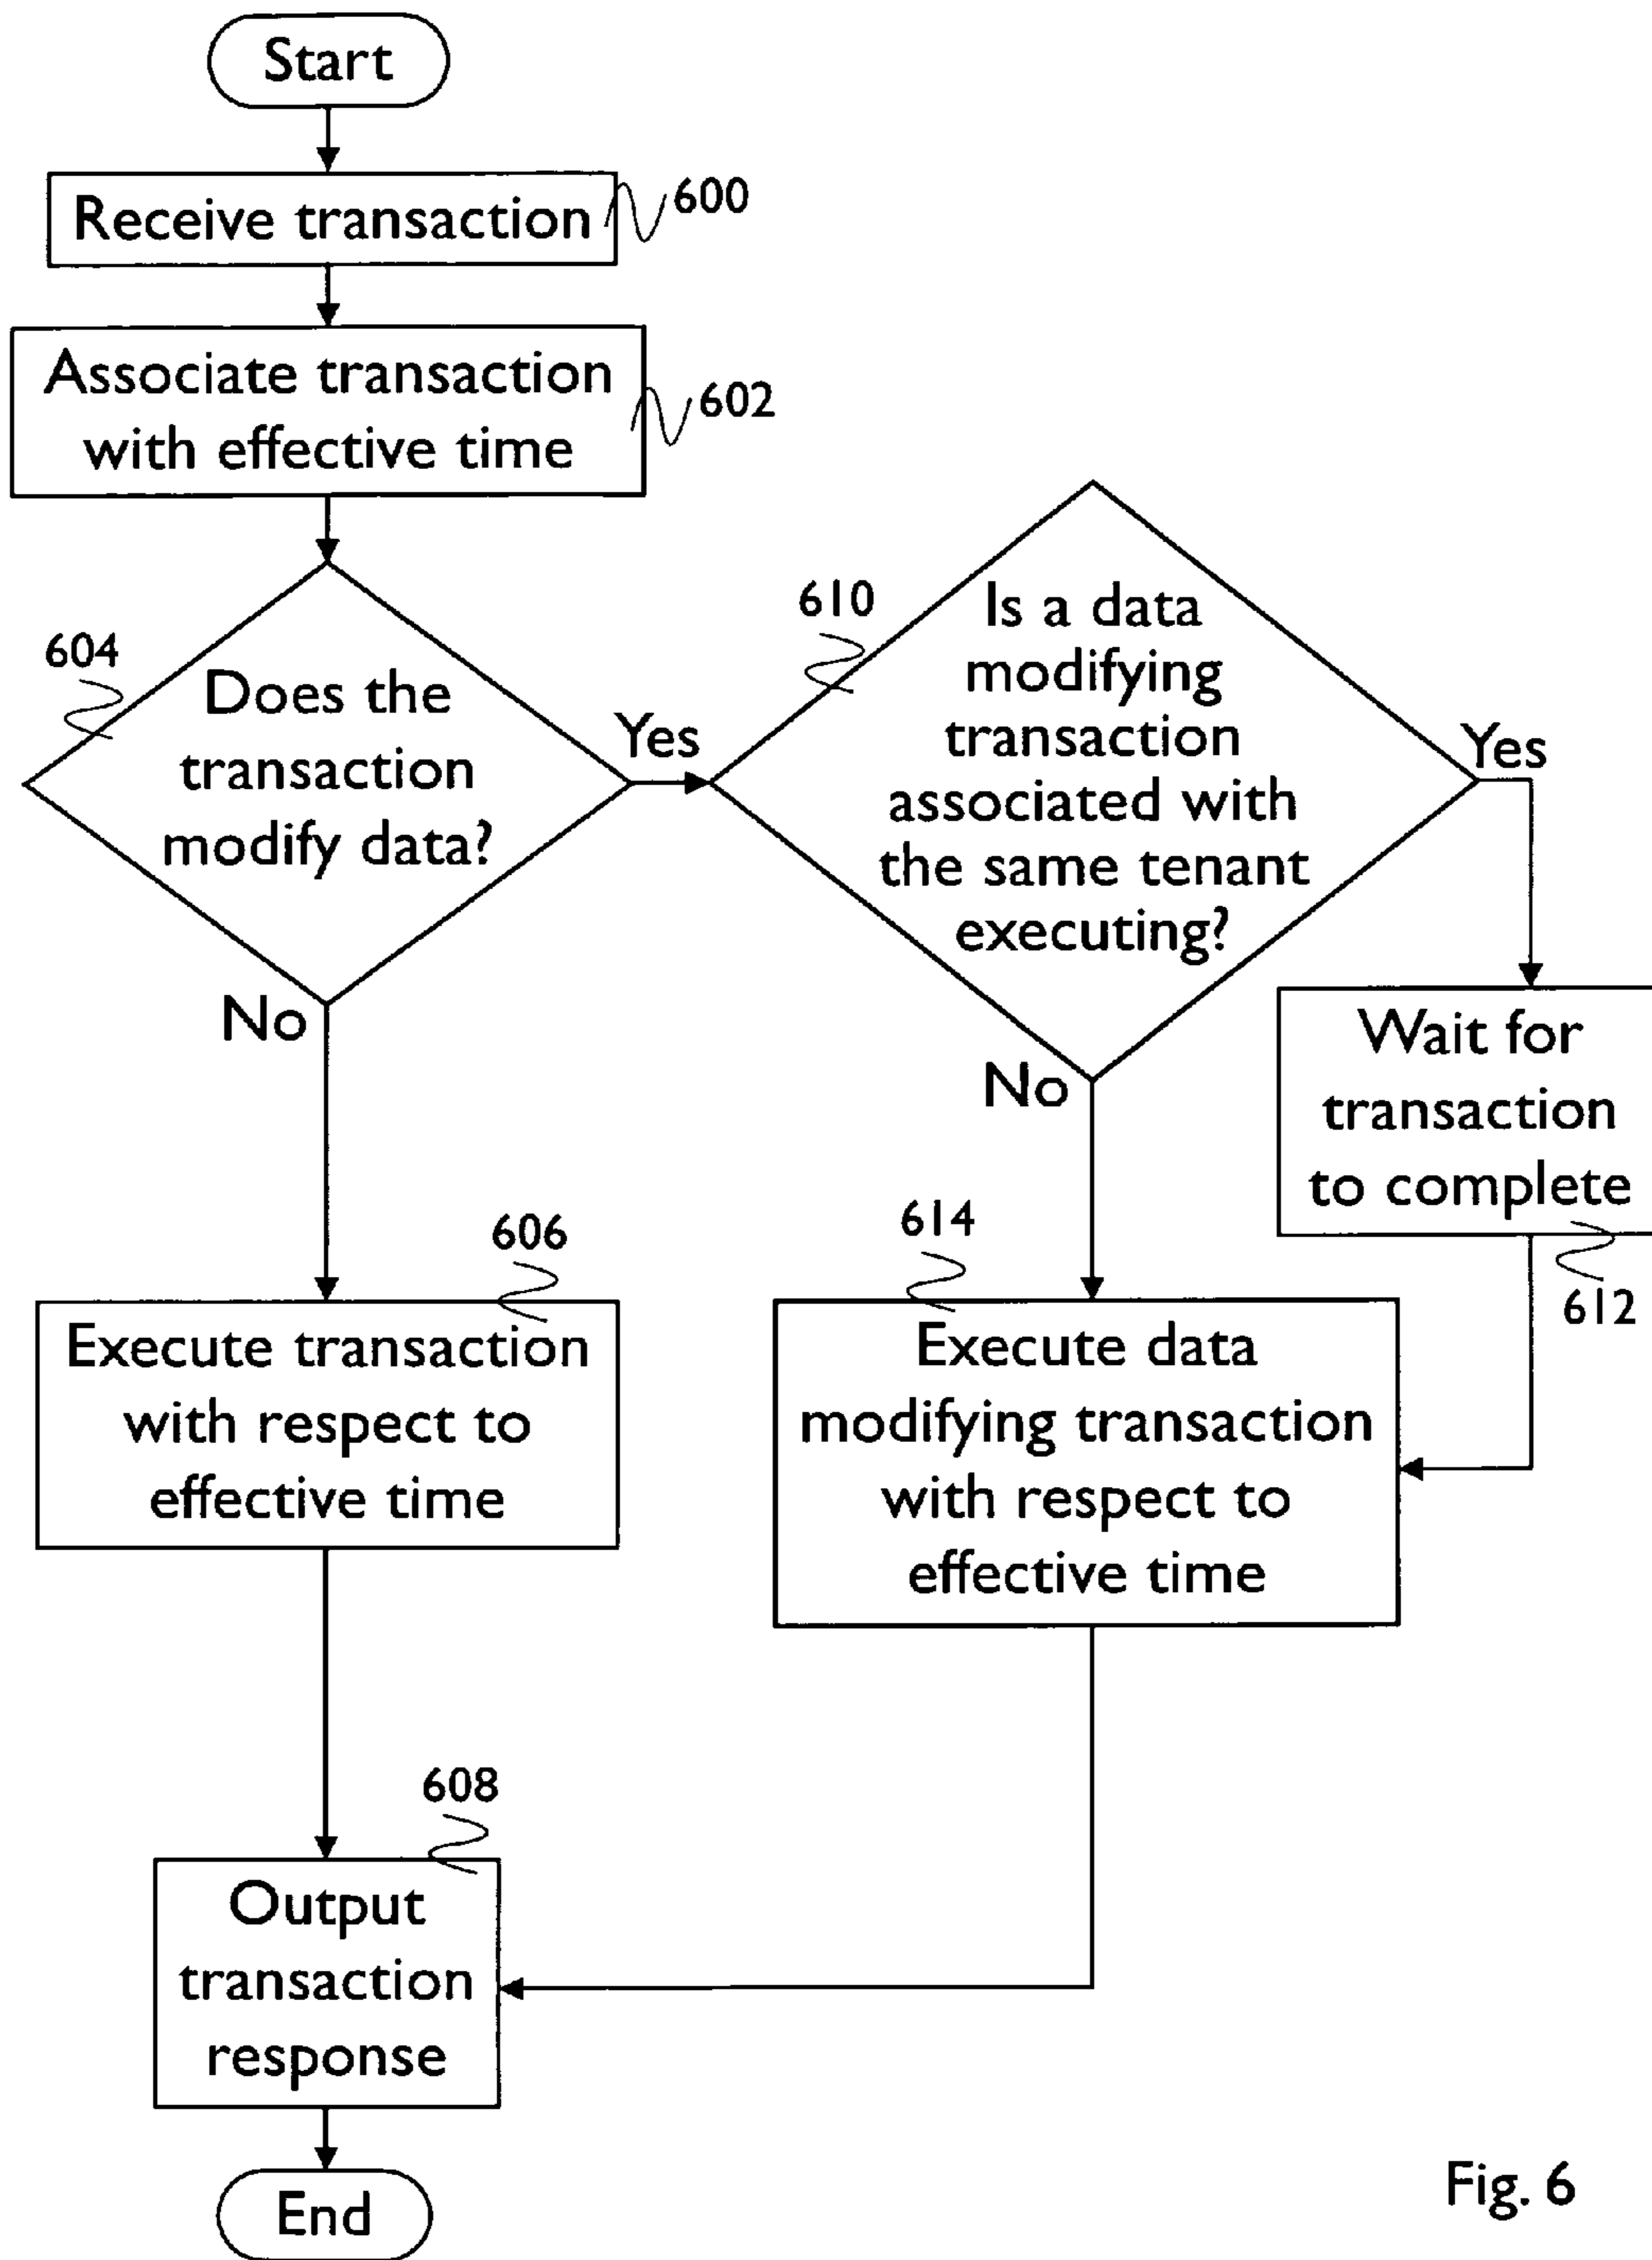 Start
Receive transaction
600
Associate transaction
with effective time
602
604
Does the
transaction
modify data?
Yes
No
610
Is a data
modifying
transaction
associated with
the same tenant
executing?
Yes
No
Wait for
transaction
to complete
612
606
Execute transaction
with respect to
effective time
614
Execute data
modifying transaction
with respect to
effective time
608
Output
transaction
response
End
Fig. 6